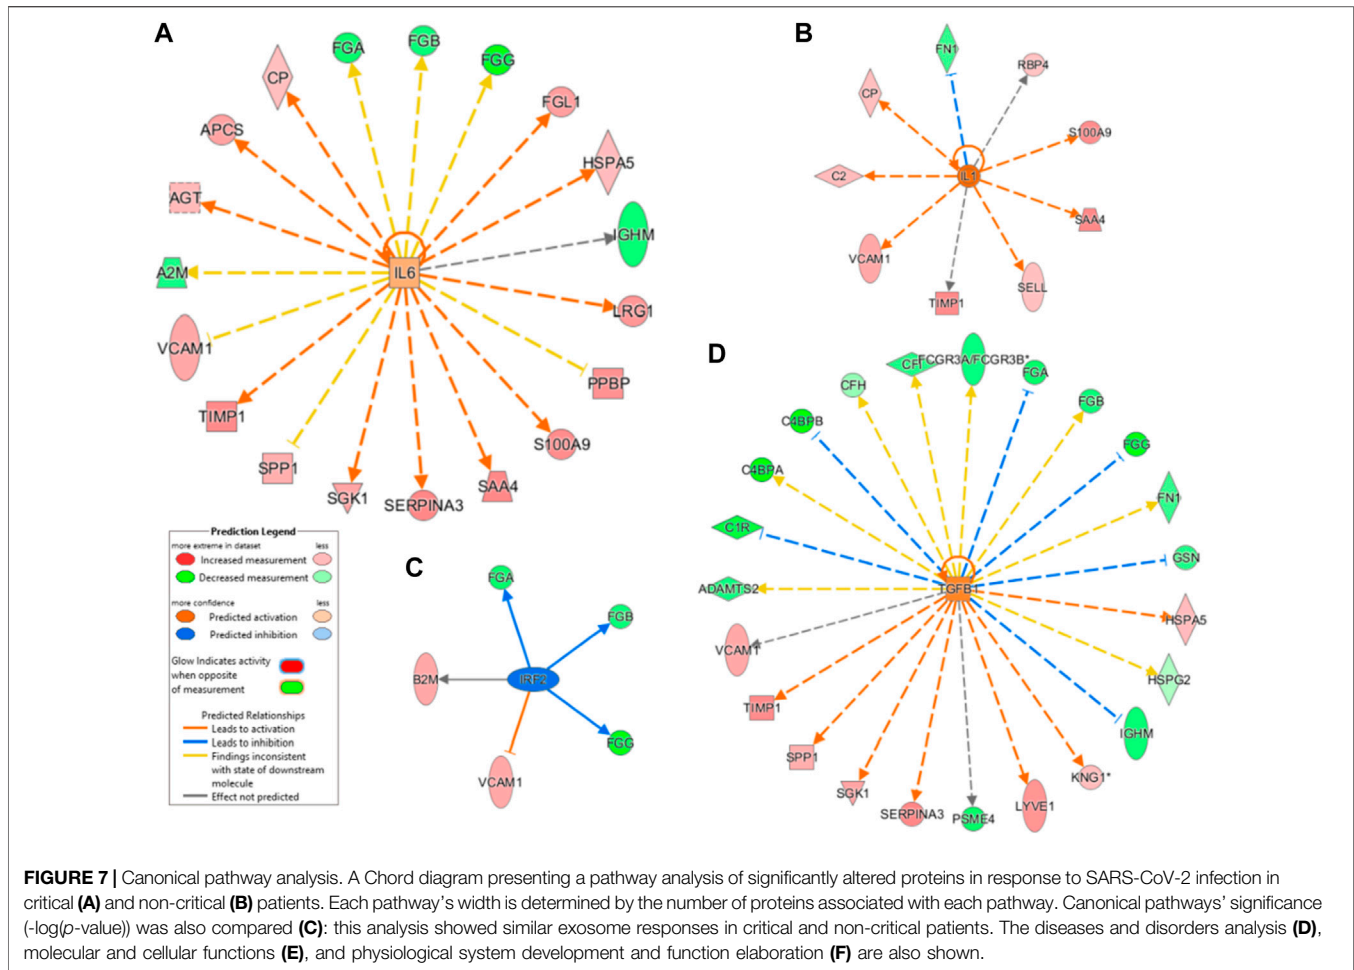 A
FGA
FGB
FGG
CP
FGL1
APCS
HSPA5
AGT
IGHM
A2M
IL6
LRG1
VCAM1
PPBP
TIMP1
S100A9
SPP1
SAA4
SGK1
SERPINA3
B
FN1
RBP4
CP
S100A9
C2
IL1
SAA4
VCAM1
SELL
TIMP1
Prediction Legend
more extreme in dataset less
Increased measurement
Decreased measurement
more confidence less
Predicted activation
Predicted inhibition
Glow Indicates activity
when opposite
of measurement
Predicted Relationships
Leads to activation
Leads to inhibition
Findings inconsistent
with state of downstream
molecule
Effect not predicted
C
FGA
FGB
B2M
IRF2
FGG
VCAM1
D
CFI
FCGR3A/FCGR3B*
FGA
CFH
FGB
C4BPB
FGG
C4BPA
FN1
C1R
GSN
ADAMTS2
TGFB1
HSPA5
VCAM1
HSPG2
TIMP1
IGHM
SPP1
KNG1*
SGK1
LYVE1
SERPINA3
PSME4
FIGURE 7 | Canonical pathway analysis. A Chord diagram presenting a pathway analysis of significantly altered proteins in response to SARS-CoV-2 infection in
critical (A) and non-critical (B) patients. Each pathway's width is determined by the number of proteins associated with each pathway. Canonical pathways' significance
(-log(p-value)) was also compared (C): this analysis showed similar exosome responses in critical and non-critical patients. The diseases and disorders analysis (D),
molecular and cellular functions (E), and physiological system development and function elaboration (F) are also shown.